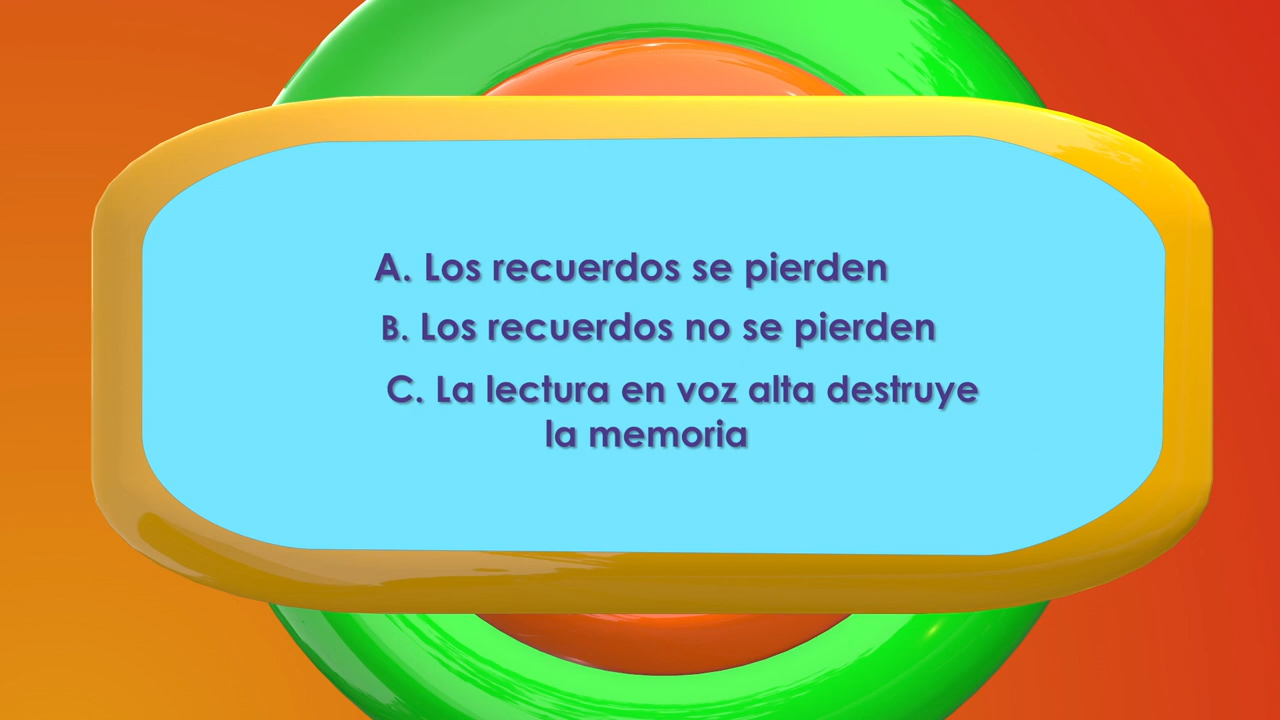 A. Los recuerdos se pierden
B. Los recuerdos no se pierden
C. La lectura en voz alta destruye
la memoria